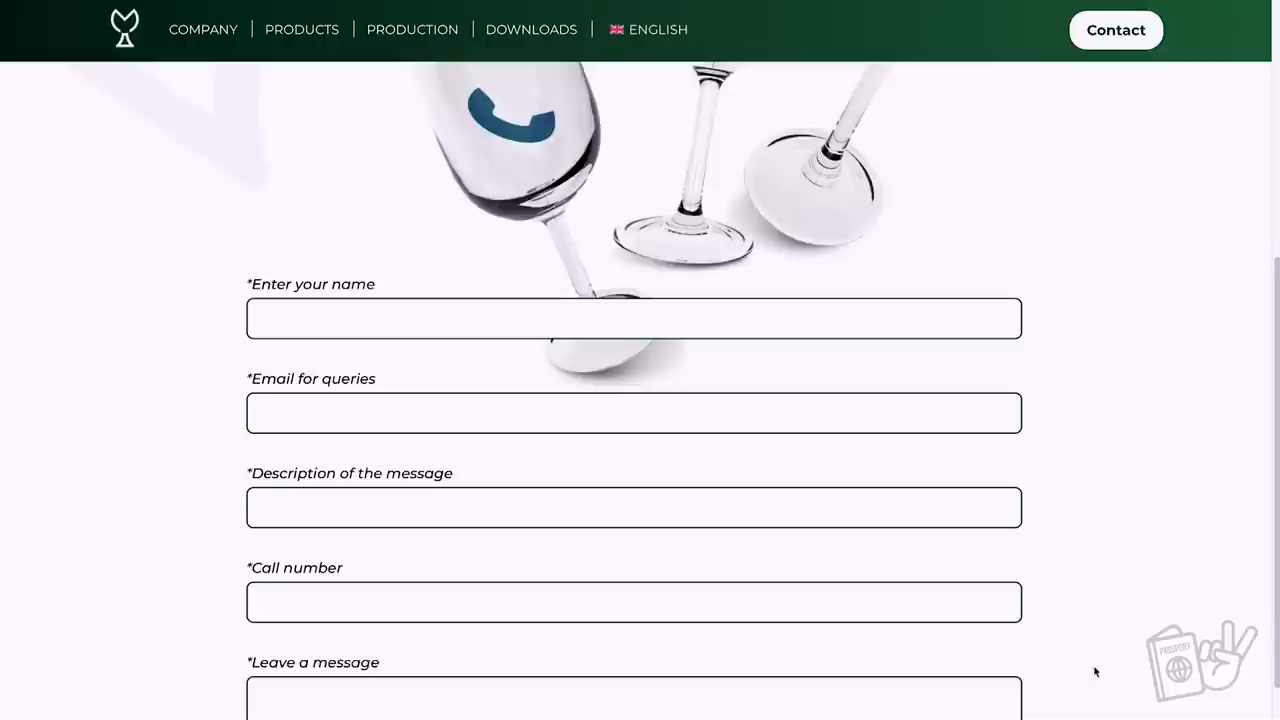 COMPANY PRODUCTS PRODUCTION DOWNLOADS ENGLISH Contact
*Enter your name
*Email for queries
*Description of the message
*Call number
*Leave a message
PASSPORT